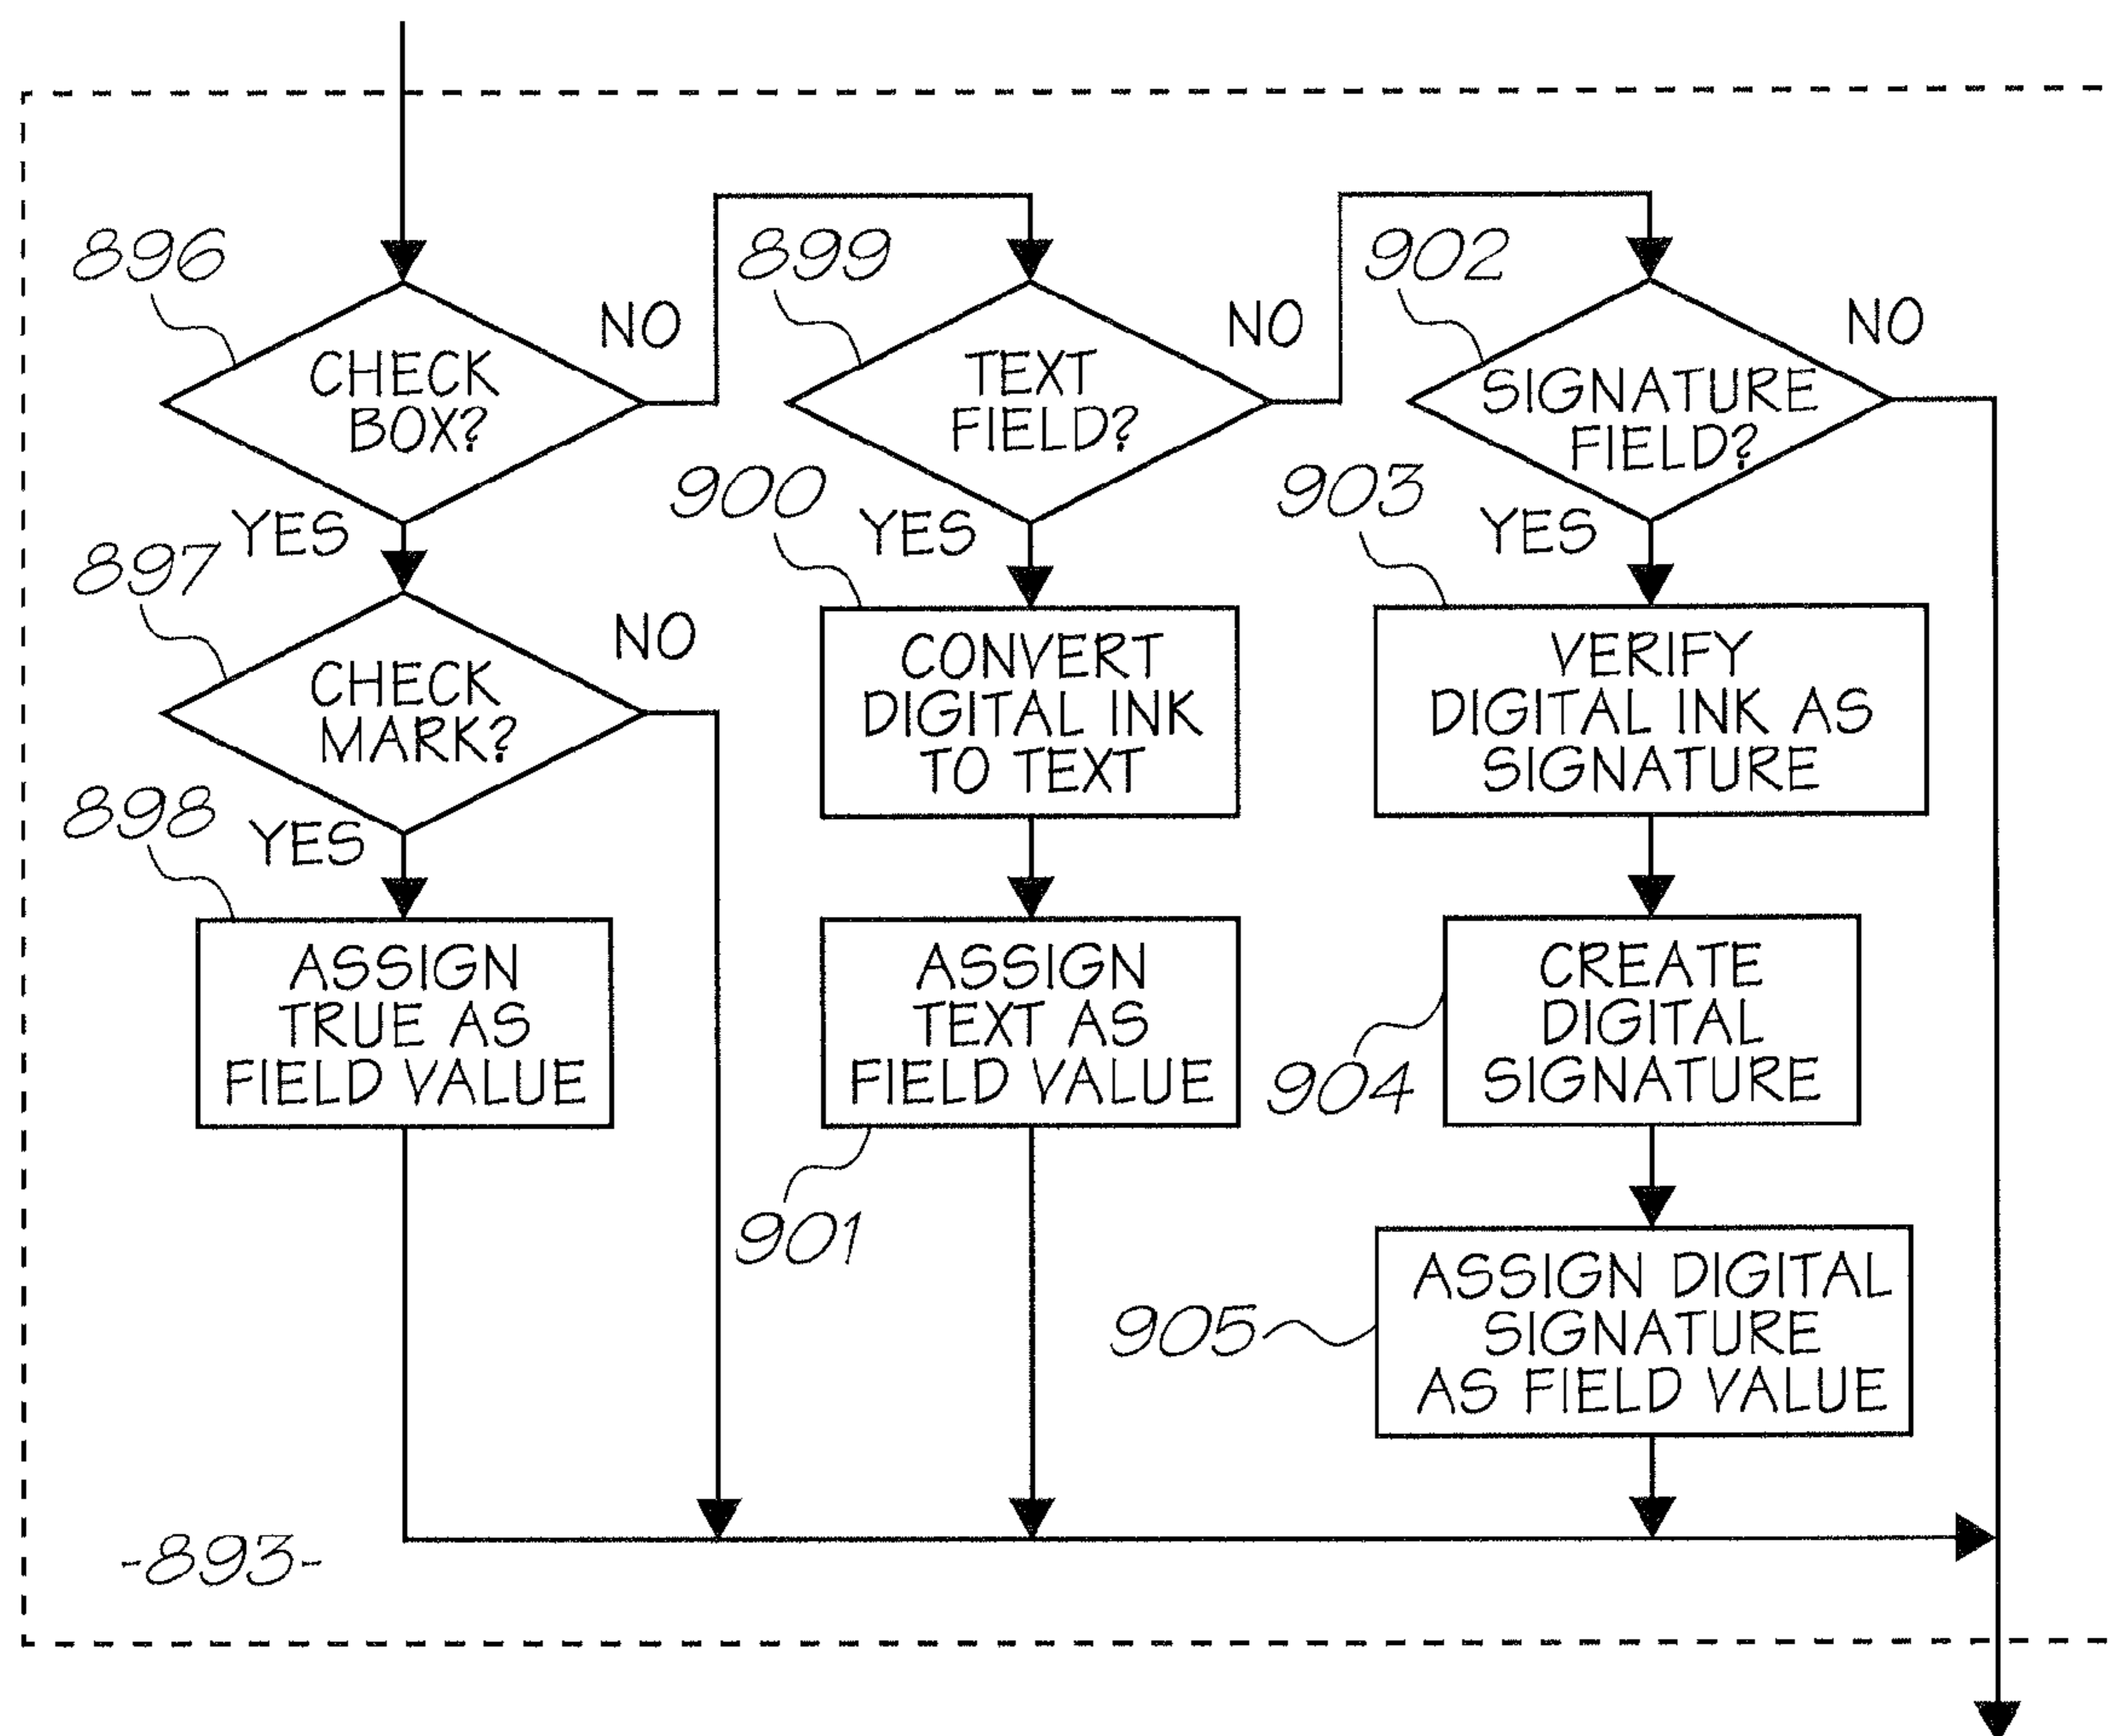 896
CHECK
BOX?
NO
YES
899
TEXT
FIELD?
NO
YES
902
SIGNATURE
FIELD?
NO
YES
897
CHECK
MARK?
NO
YES
898
ASSIGN
TRUE AS
FIELD VALUE
900
CONVERT
DIGITAL INK
TO TEXT
901
ASSIGN
TEXT AS
FIELD VALUE
903
VERIFY
DIGITAL INK AS
SIGNATURE
904
CREATE
DIGITAL
SIGNATURE
905
ASSIGN DIGITAL
SIGNATURE
AS FIELD VALUE
-893-